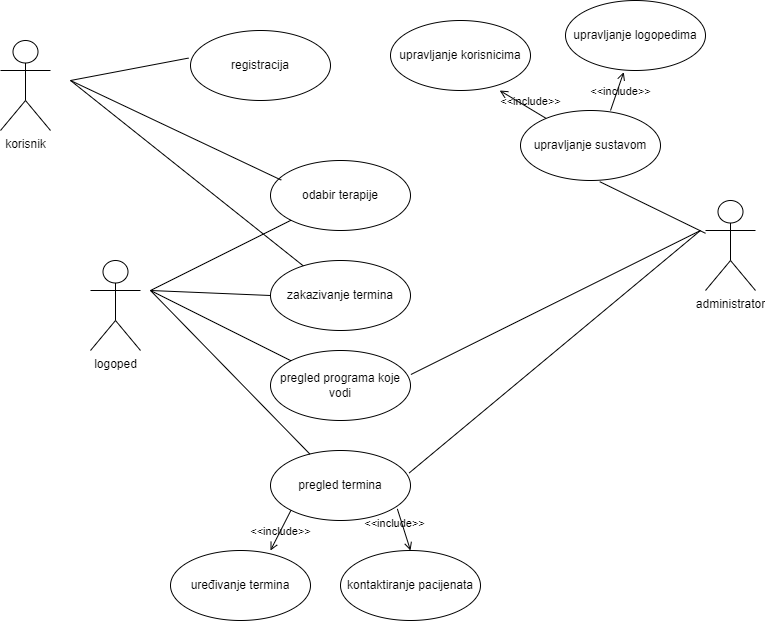 upravljanje logopedima
upravljanje korisnicima
registracija
<<include>>
<<include>>
korisnik
upravljanje sustavom
odabir terapije
zakazivanje termina
administrator
logoped
pregled programa koje
vodi
pregled termina
<<include>>
<<include>>
uređivanje termina
kontaktiranje pacijenata